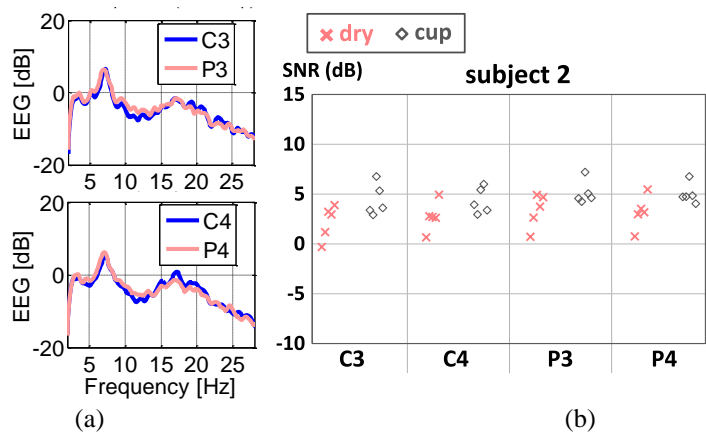 20
0
-20
EEG [dB]
C3
P3
5 10 15 20 25
20
0
-20
EEG [dB]
C4
P4
5 10 15 20 25
Frequency [Hz]
(a)
dry cup
SNR (dB)
subject 2
15
10
5
0
-5
-10
C3 C4 P3 P4
(b)